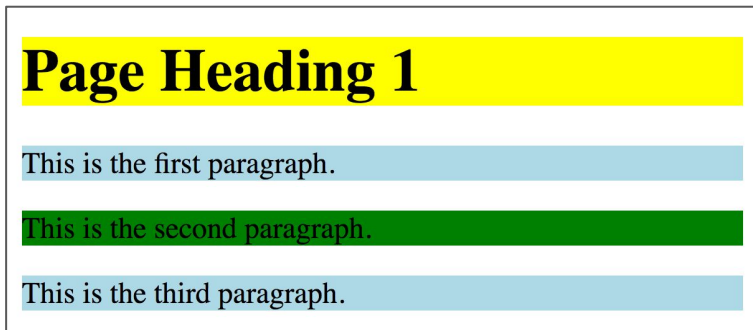 Page Heading 1
This is the first paragraph.
This is the second paragraph.
This is the third paragraph.